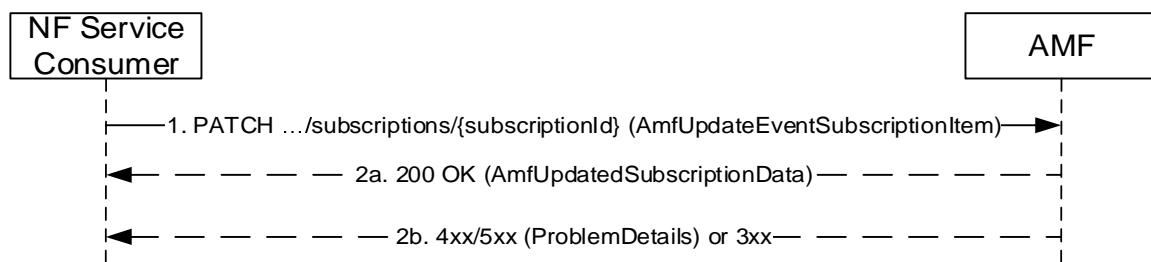 NF Service
Consumer
AMF
1. PATCH …/subscriptions/{subscriptionId} (AmfUpdateEventSubscriptionItem)
2a. 200 OK (AmfUpdatedSubscriptionData)
2b. 4xx/5xx (ProblemDetails) or 3xx